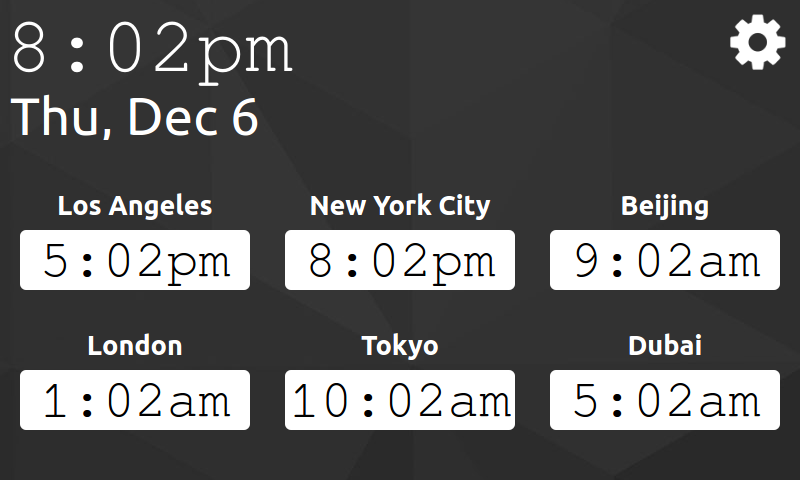 8:02pm
Thu, Dec 6
Los Angeles
New York City
Beijing
5:02pm
8:02pm
9:02am
London
Tokyo
Dubai
1:02am
10:02am
5:02am